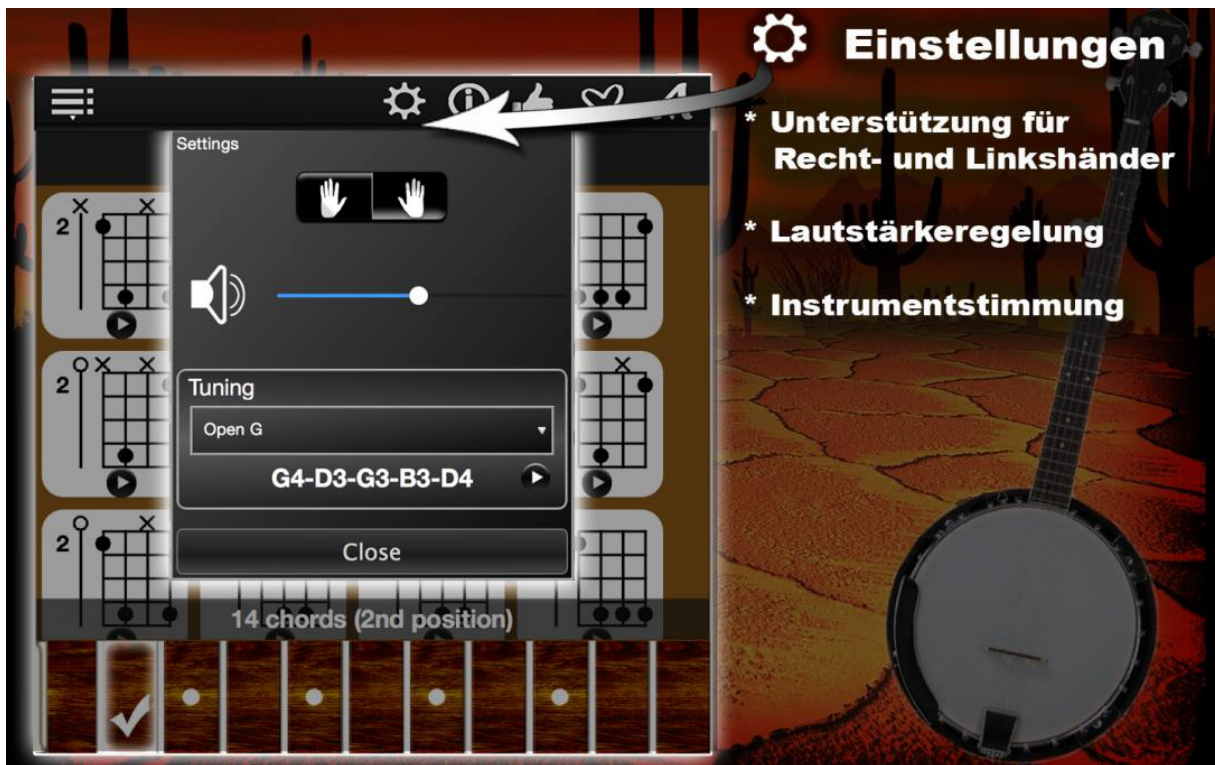 Einstellungen
* Unterstützung für
Recht- und Linkshänder
* Lautstärkeregelung
* Instrumentstimmung
Settings
2
2
2
Tuning
Open G
G4-D3-G3-B3-D4
Close
14 chords (2nd position)